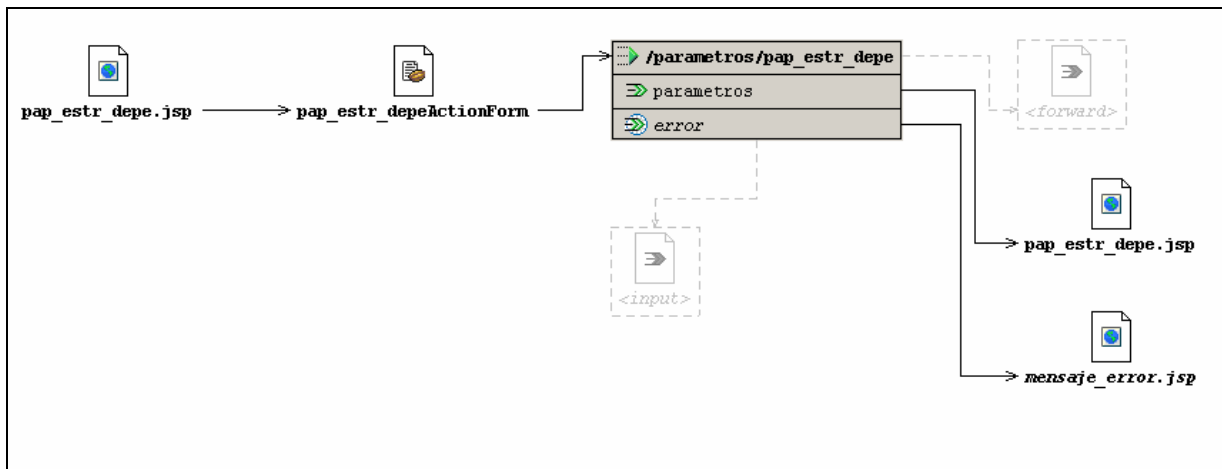 pap_estr_depe.jsp
pap_estr_depeActionForm
/parametros/pap_estr_depe
parametros
error
<forward>
<input>
pap_estr_depe.jsp
mensaje_error.jsp